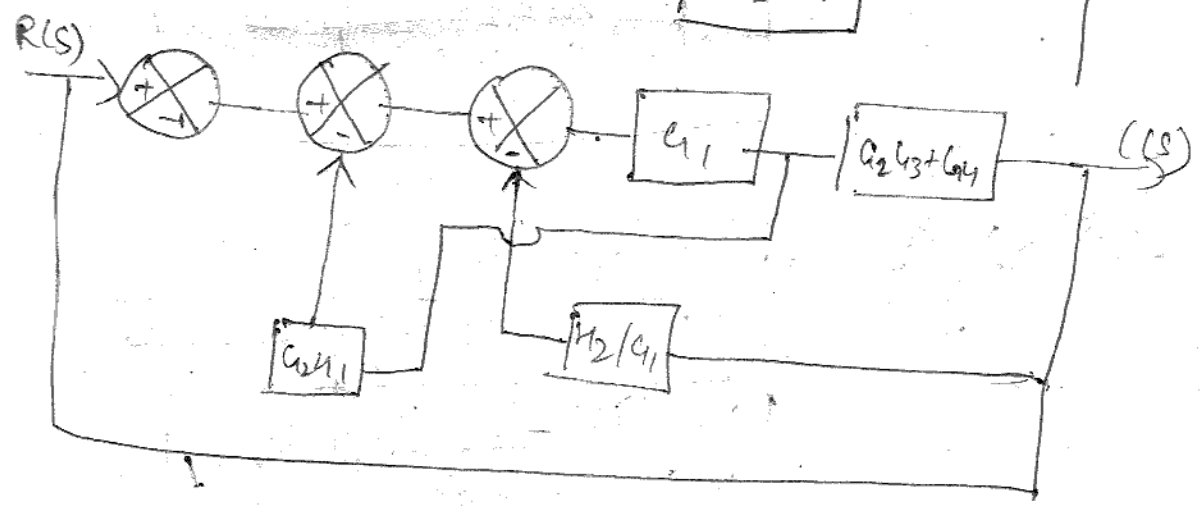 R(S)
+
-
+
-
+
-
G1
G2G3+G4
C(S)
G2H1
H2/G1